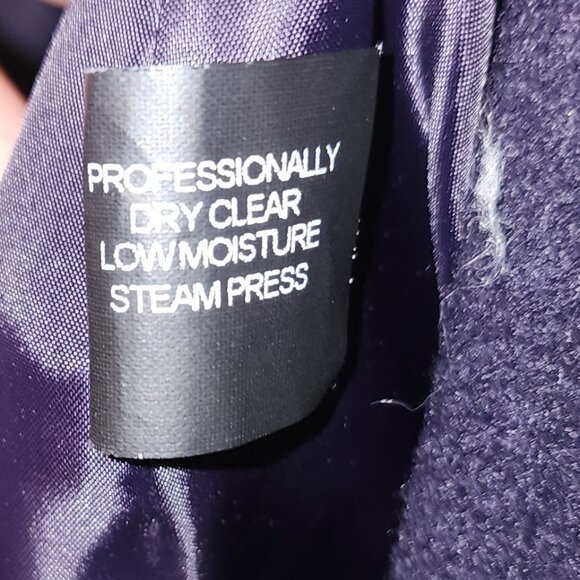 PROFESSIONALLY
DRY CLEAR
LOW MOISTURE
STEAM PRESS